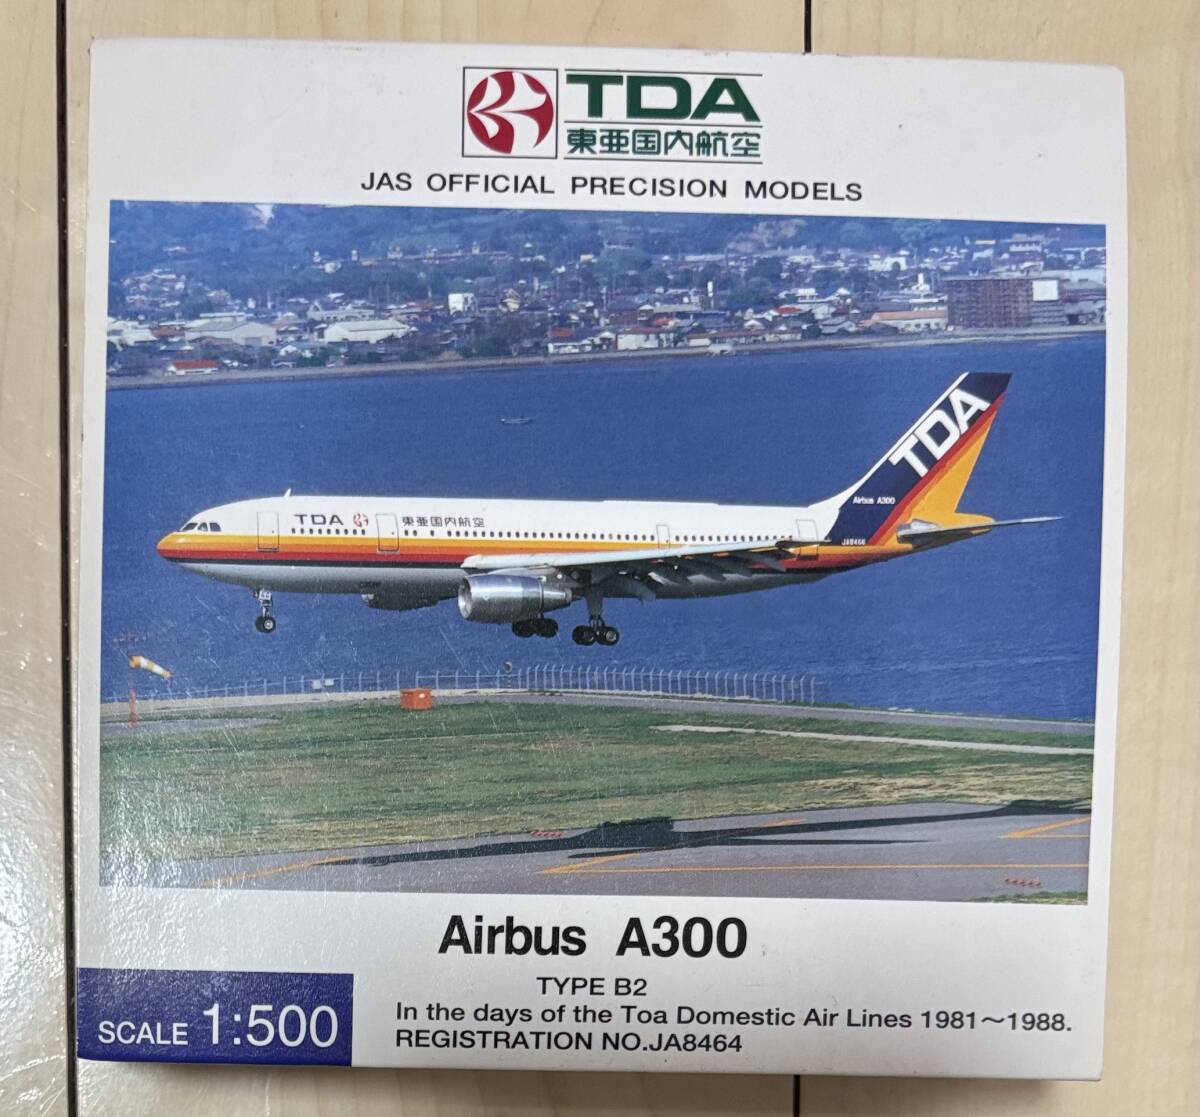 TDA
東亜国内航空
JAS OFFICIAL PRECISION MODELS
TDA
Airbus A300
TDA 東亜国内航空
JA8466
Airbus A300
TYPE B2
In the days of the Toa Domestic Air Lines 1981〜1988.
REGISTRATION NO.JA8464
SCALE 1:500